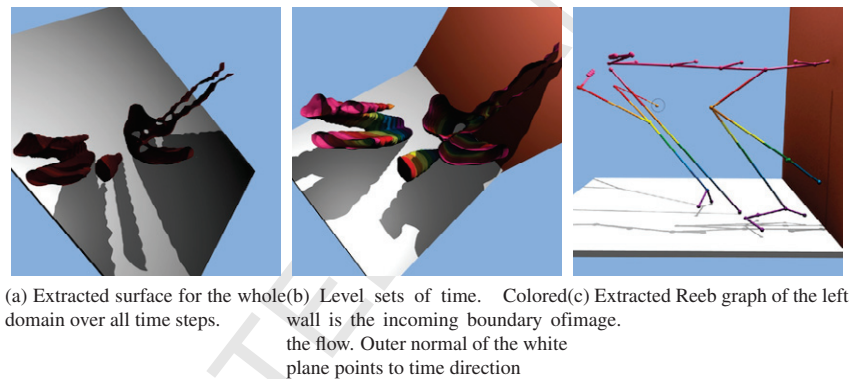 (a) Extracted surface for the whole
domain over all time steps.
(b) Level sets of time. Colored
wall is the incoming boundary of
the flow. Outer normal of the white
plane points to time direction
(c) Extracted Reeb graph of the left
image.